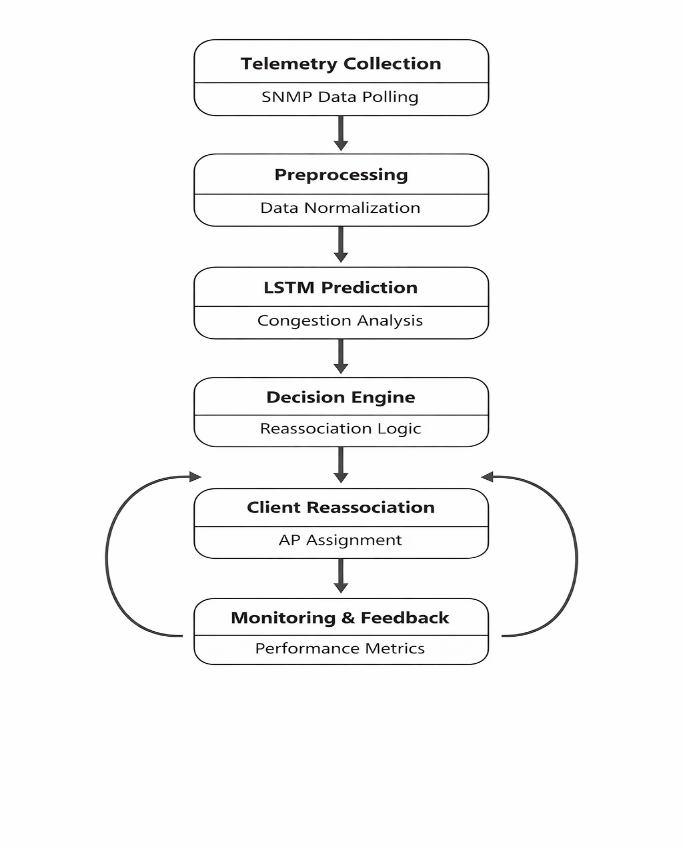 Telemetry Collection
SNMP Data Polling
Preprocessing
Data Normalization
LSTM Prediction
Congestion Analysis
Decision Engine
Reassociation Logic
Client Reassociation
AP Assignment
Monitoring & Feedback
Performance Metrics